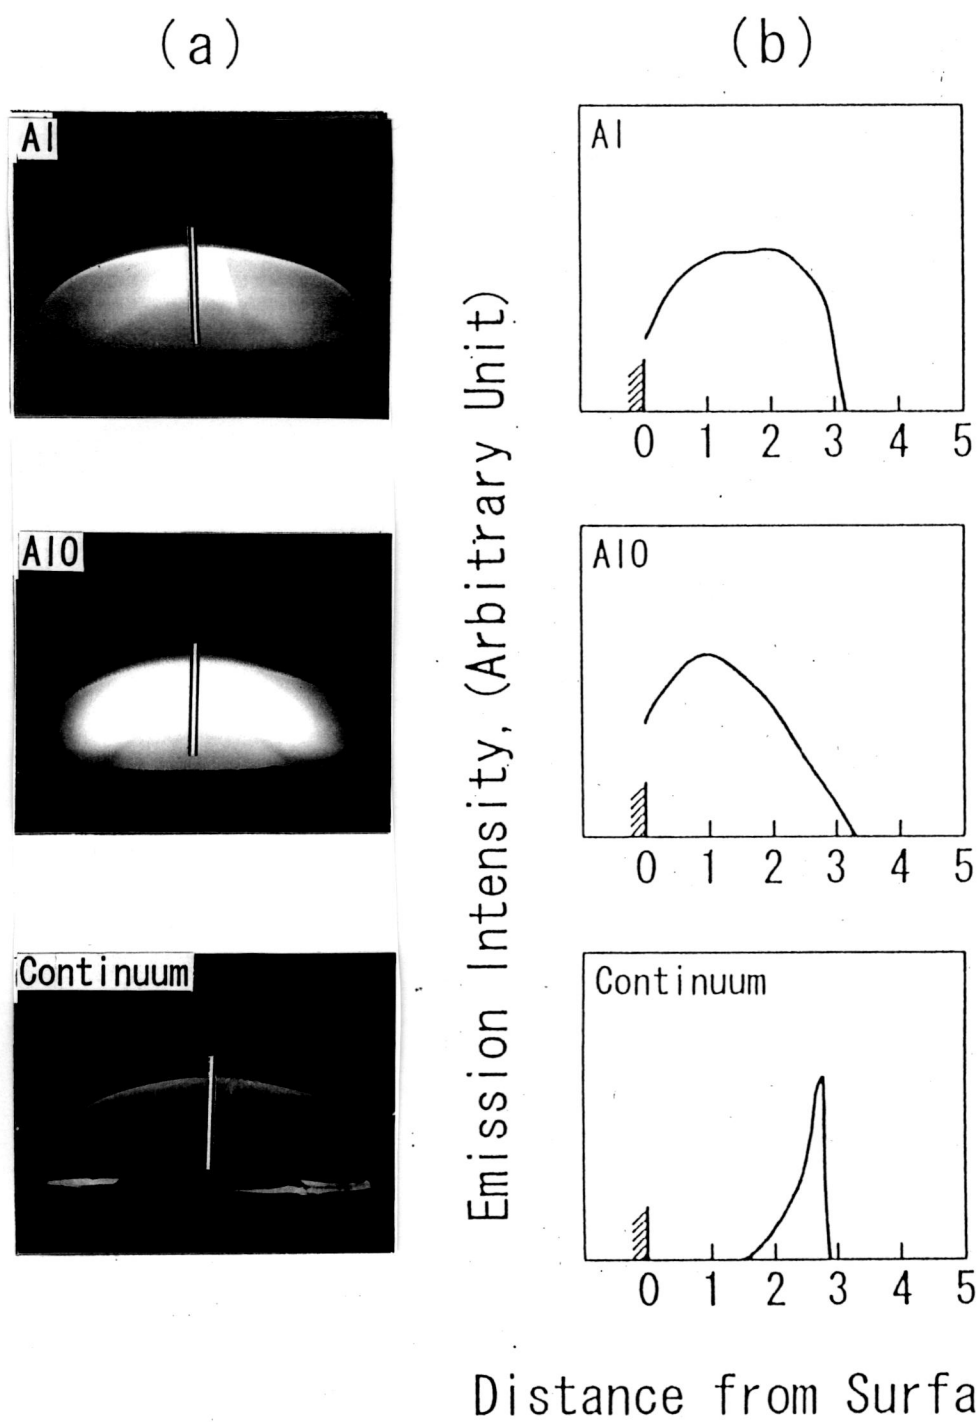 (a)
(b)
Al
Al
0 1 2 3 4 5
AlO
AlO
0 1 2 3 4 5
Continuum
Continuum
0 1 2 3 4 5
Emission Intensity, (Arbitrary Unit)
Distance from Surfa